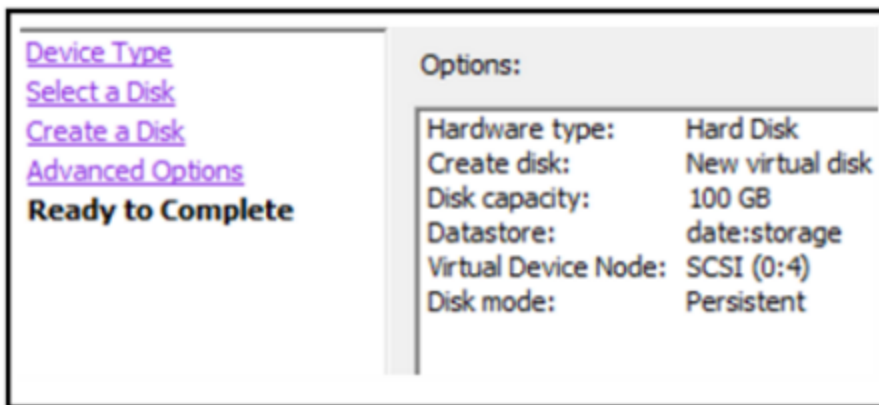 Device Type
Select a Disk
Create a Disk
Advanced Options
Ready to Complete
Options:
Hardware type: Hard Disk
Create disk: New virtual disk
Disk capacity: 100 GB
Datastore: date:storage
Virtual Device Node: SCSI (0:4)
Disk mode: Persistent